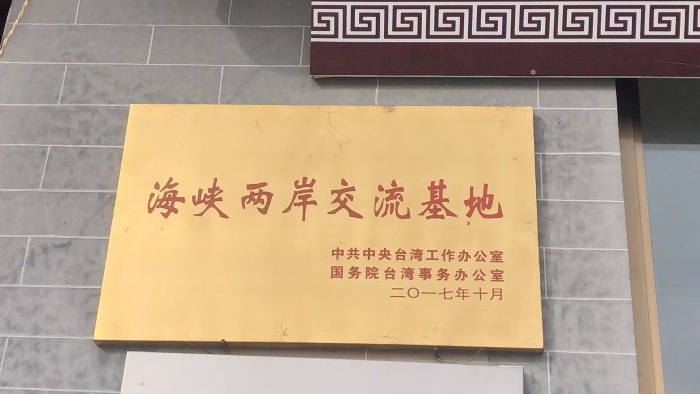 海峡两岸交流基地
中共中央台湾工作办公室
国务院台湾事务办公室
二〇一七年十月